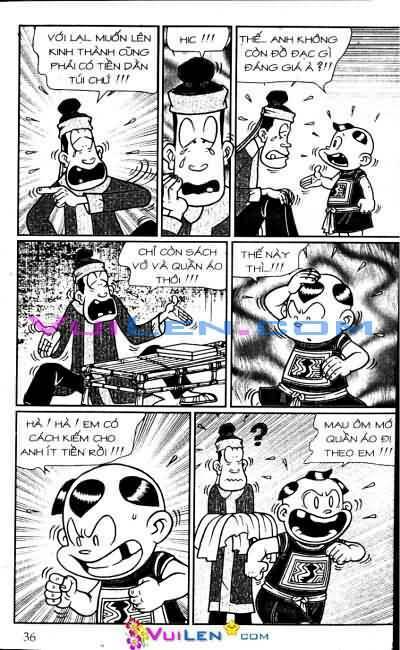 VỚI LẠI, MUỐN LÊN
KINH THÀNH CŨNG
PHẢI CÓ TIỀN DẰN
TÚI CHỨ !!!
HIC !!!
THẾ... ANH KHÔNG
CÒN ĐỒ ĐẠC GÌ
ĐÁNG GIÁ À ?!!!
CHỈ CÒN SÁCH
VỞ VÀ QUẦN ÁO
THÔI !!!
THẾ NÀY
THÌ...!!!
VUILEN.COM
HÀ ! HÀ ! EM CÓ
CÁCH KIẾM CHO
ANH ÍT TIỀN RỒI !!!
?
MAU ÔM MỚ
QUẦN ÁO ĐI
THEO EM !!!
36
VUILEN.COM